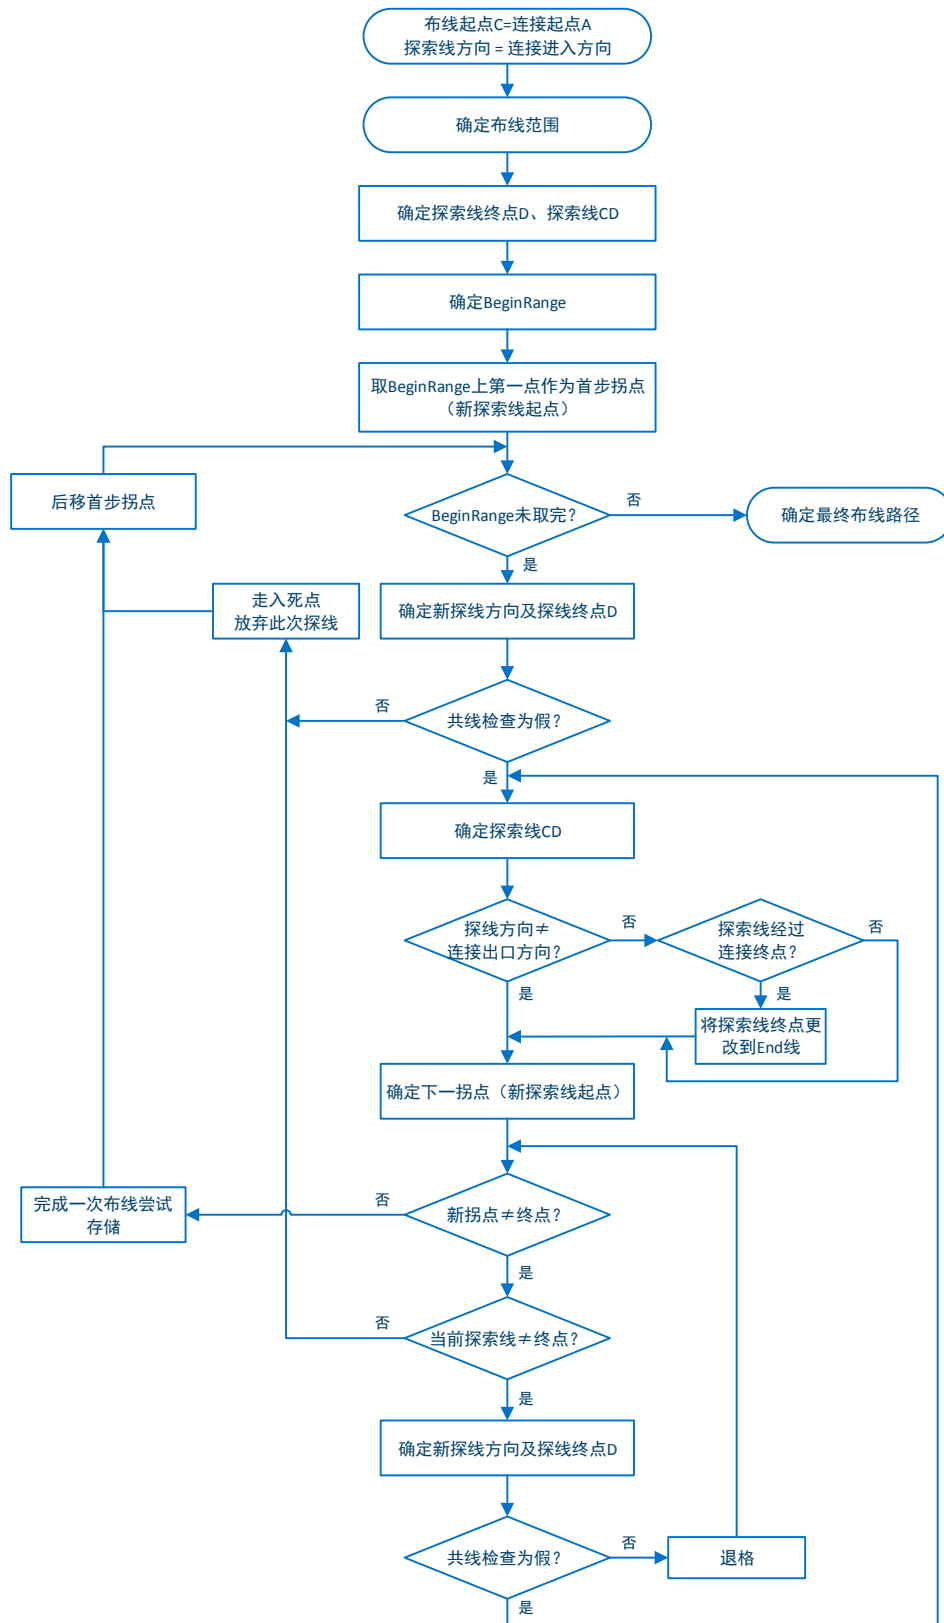 布线起点C=连接起点A
探索线方向 = 连接进入方向
确定布线范围
确定探索线终点D、探索线CD
确定BeginRange
取BeginRange上第一点作为首步拐点
（新探索线起点）
后移首步拐点
BeginRange未取完？
否
确定最终布线路径
是
走入死点
放弃此次探线
确定新探线方向及探线终点D
否
共线检查为假？
是
确定探索线CD
探线方向≠
连接出口方向？
否
探索线经过
连接终点？
否
是
是
将探索线终点更
改到End线
确定下一拐点（新探索线起点）
完成一次布线尝试
存储
否
新拐点≠终点？
是
否
当前探索线≠终点？
是
确定新探线方向及探线终点D
共线检查为假？
否
退格
是